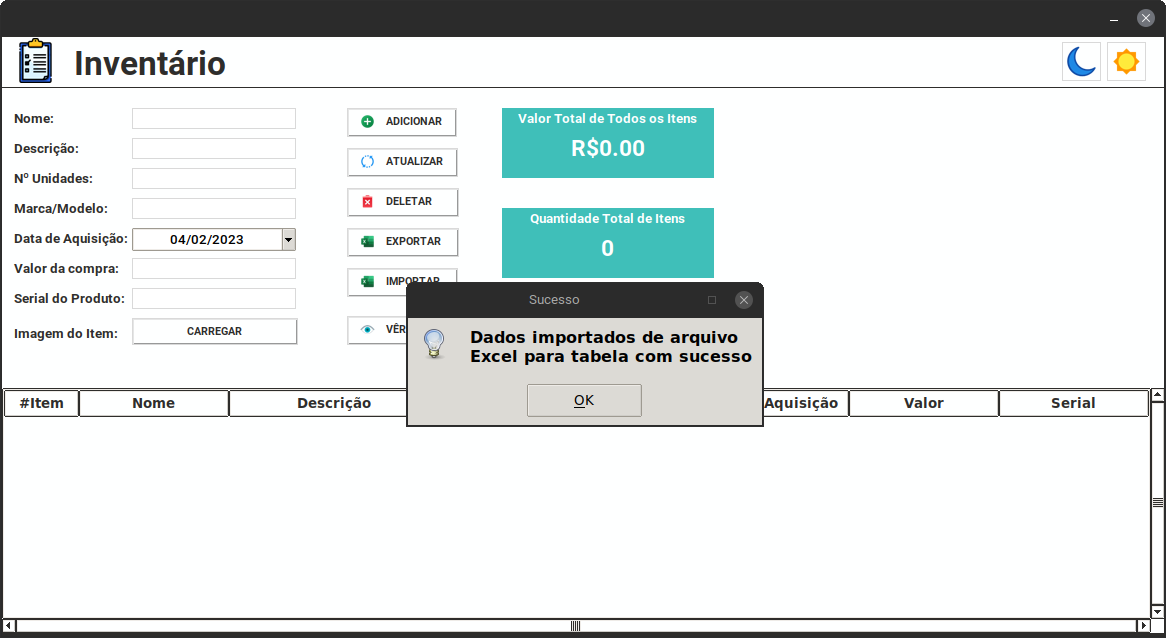 Inventário
Nome:
ADICIONAR
Valor Total de Todos os Itens
R$0.00
Descrição:
ATUALIZAR
Nº Unidades:
DELETAR
Marca/Modelo:
Quantidade Total de Itens
0
Data de Aquisição:
04/02/2023
EXPORTAR
Valor da compra:
IMPORTAR
Serial do Produto:
Imagem do Item:
CARREGAR
VÊR
Sucesso
Dados importados de arquivo
Excel para tabela com sucesso
OK
#Item Nome Descrição Aquisição Valor Serial